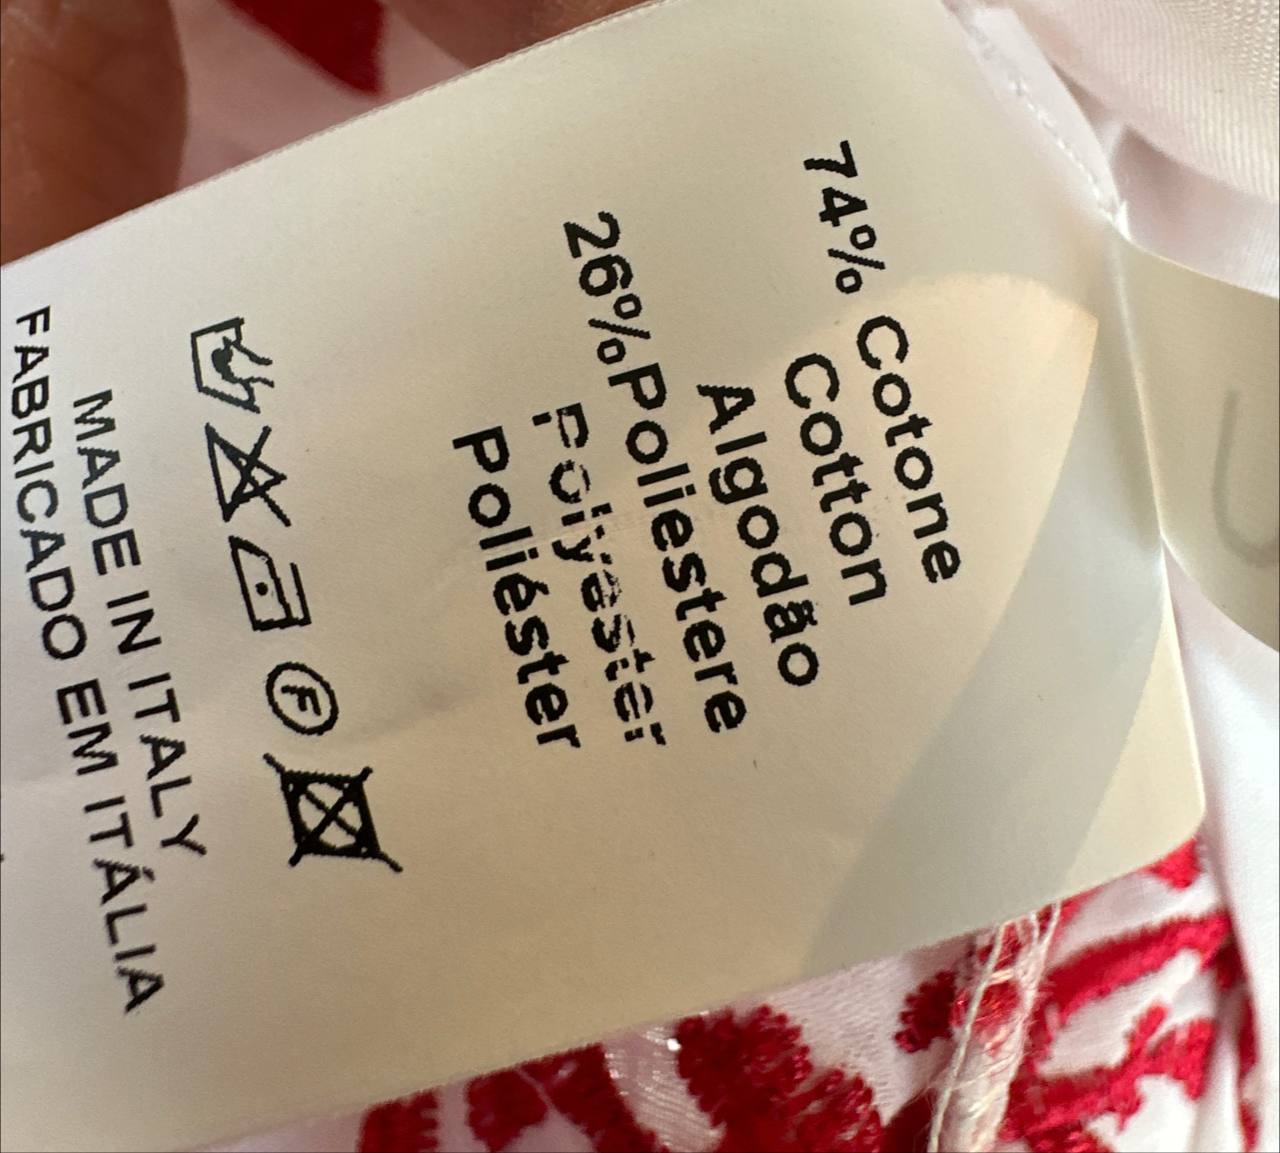 74% Cotone
Cotton
Algodão
26%Poliestere
Polyester
Poliéster
F
MADE IN ITALY
FABRICADO EM ITÁLIA